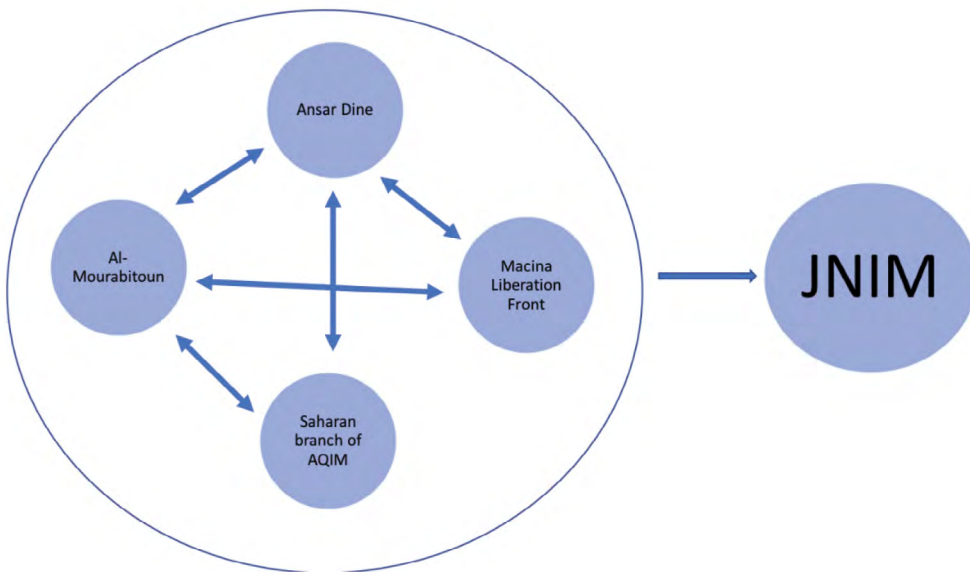 Ansar Dine
Al-
Mourabitoun
Macina
Liberation
Front
Saharan
branch of
AQIM
JNIM